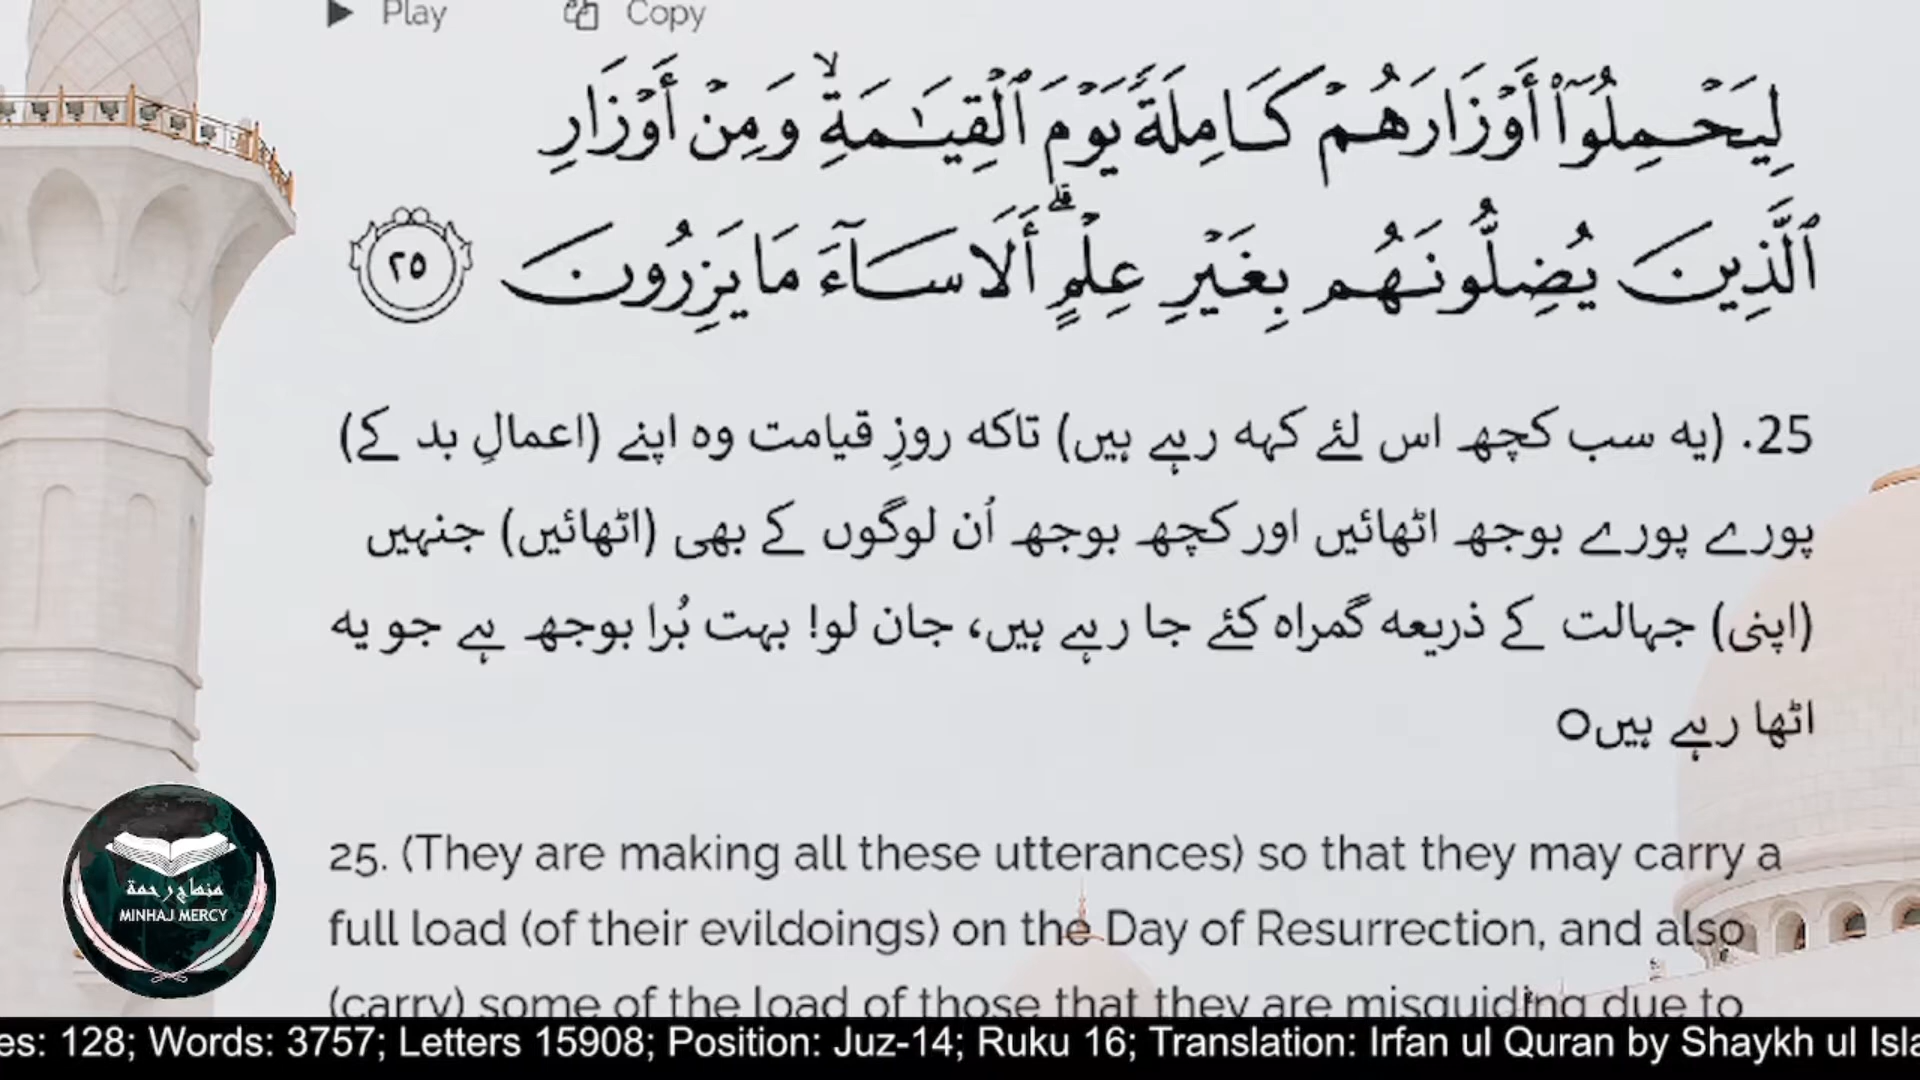 Play Copy
لِيَحْمِلُوٓا۟ أَوْزَارَهُمْ كَامِلَةً يَوْمَ ٱلْقِيَـٰمَةِ ۙ وَمِنْ أَوْزَارِ
ٱلَّذِينَ يُضِلُّونَهُم بِغَيْرِ عِلْمٍ ۗ أَلَا سَآءَ مَا يَزِرُونَ ٢٥
25. (یہ سب کچھ اس لئے کہہ رہے ہیں) تاکہ روزِ قیامت وہ اپنے (اعمالِ بد کے)
پورے پورے بوجھ اٹھائیں اور کچھ بوجھ اُن لوگوں کے بھی (اٹھائیں) جنہیں
(اپنی) جہالت کے ذریعہ گمراہ کئے جا رہے ہیں، جان لو! بہت بُرا بوجھ ہے جو یہ
اٹھا رہے ہیںo
25. (They are making all these utterances) so that they may carry a
full load (of their evildoings) on the Day of Resurrection, and also
(carry) some of the load of those that they are misguiding due to
منهاج رحمة
MINHAJ MERCY
es: 128; Words: 3757; Letters 15908; Position: Juz-14; Ruku 16; Translation: Irfan ul Quran by Shaykh ul Isla